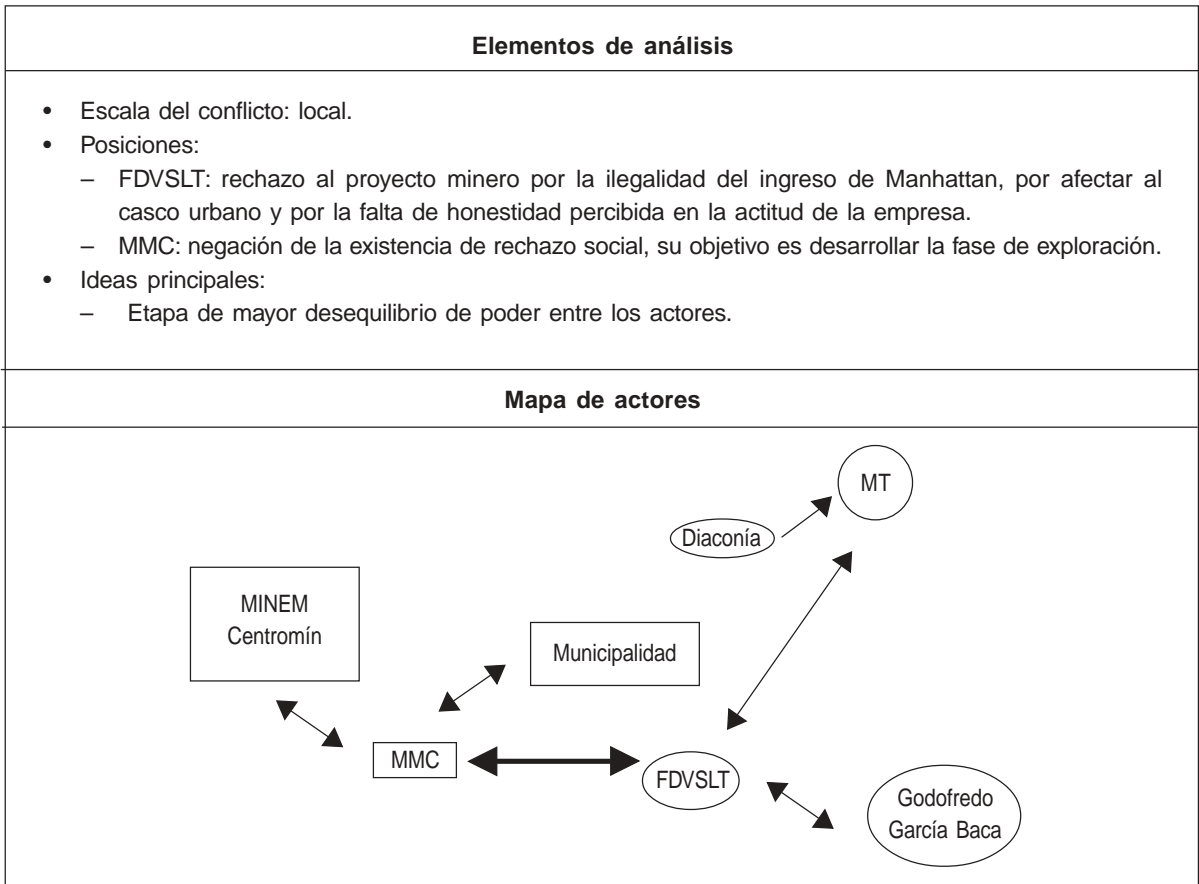 Elementos de análisis
• Escala del conflicto: local.
• Posiciones:
– FDVSLT: rechazo al proyecto minero por la ilegalidad del ingreso de Manhattan, por afectar al
casco urbano y por la falta de honestidad percibida en la actitud de la empresa.
– MMC: negación de la existencia de rechazo social, su objetivo es desarrollar la fase de exploración.
• Ideas principales:
– Etapa de mayor desequilibrio de poder entre los actores.
Mapa de actores
MT
Diaconía
MINEM
Centromín
Municipalidad
MMC
FDVSLT
Godofredo
García Baca